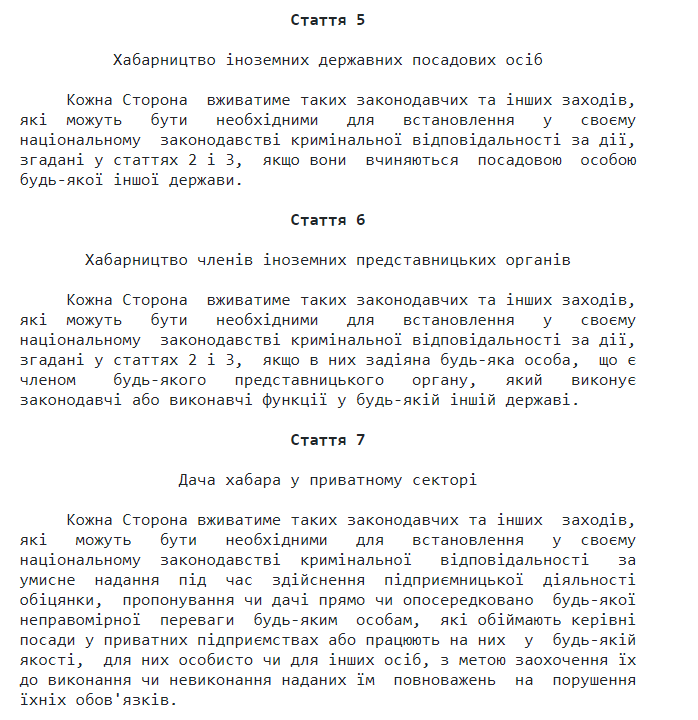 Стаття 5
Хабарництво іноземних державних посадових осіб
Кожна Сторона вживатиме таких законодавчих та інших заходів,
які можуть бути необхідними для встановлення у своєму
національному законодавстві кримінальної відповідальності за дії,
згадані у статтях 2 і 3, якщо вони вчиняються посадовою особою
будь-якої іншої держави.
Стаття 6
Хабарництво членів іноземних представницьких органів
Кожна Сторона вживатиме таких законодавчих та інших заходів,
які можуть бути необхідними для встановлення у своєму
національному законодавстві кримінальної відповідальності за дії,
згадані у статтях 2 і 3, якщо в них задіяна будь-яка особа, що є
членом будь-якого представницького органу, який виконує
законодавчі або виконавчі функції у будь-якій іншій державі.
Стаття 7
Дача хабара у приватному секторі
Кожна Сторона вживатиме таких законодавчих та інших заходів,
які можуть бути необхідними для встановлення у своєму
національному законодавстві кримінальної відповідальності за
умисне надання під час здійснення підприємницької діяльності
обіцянки, пропонування чи дачі прямо чи опосередковано будь-якої
неправомірної переваги будь-яким особам, які обіймають керівні
посади у приватних підприємствах або працюють на них у будь-якій
якості, для них особисто чи для інших осіб, з метою заохочення їх
до виконання чи невиконання наданих їм повноважень на порушення
їхніх обов'язків.